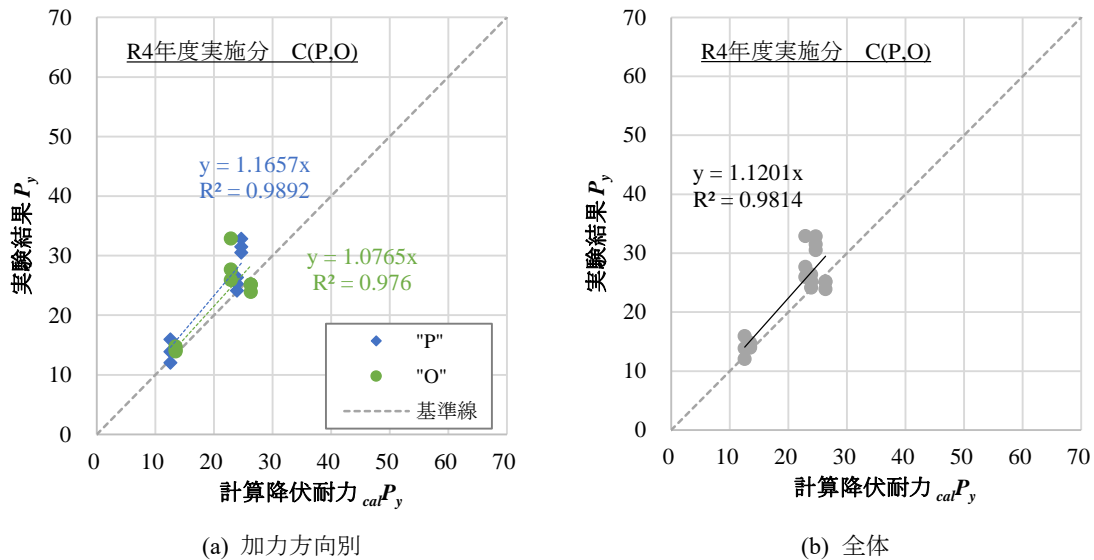 R4年度実施分 C(P,O)
70
60
50
40
30
20
10
0
実験結果 Py
y = 1.1657x
R² = 0.9892
y = 1.0765x
R² = 0.976
"P"
"O"
基準線
0 10 20 30 40 50 60 70
計算降伏耐力 calPy
(a) 加力方向別
R4年度実施分 C(P,O)
70
60
50
40
30
20
10
0
実験結果 Py
y = 1.1201x
R² = 0.9814
0 10 20 30 40 50 60 70
計算降伏耐力 calPy
(b) 全体